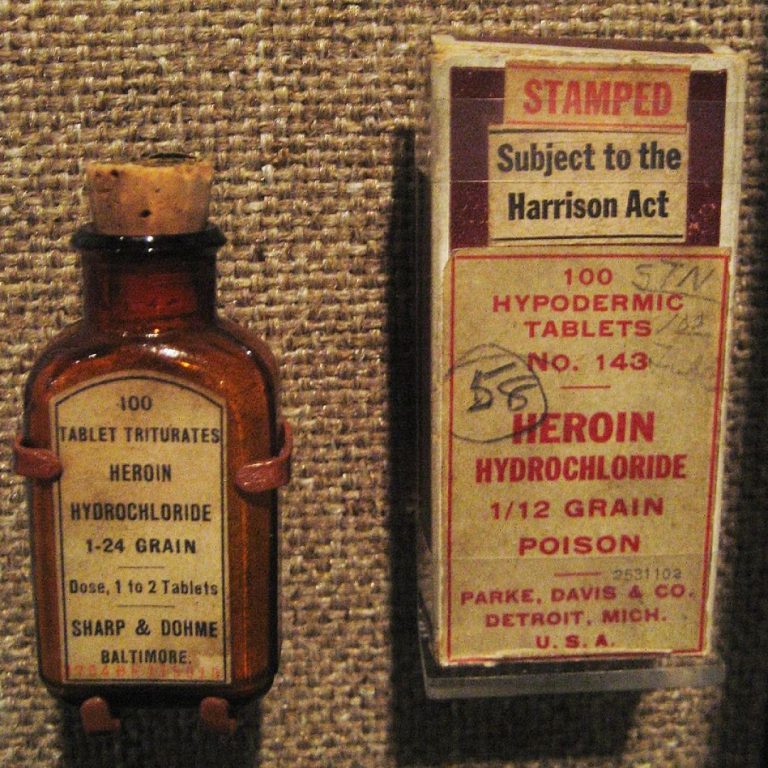 100
TABLET TRITURATES
HEROIN
HYDROCHLORIDE
1-24 GRAIN
Dose, 1 to 2 Tablets
SHARP & DOHME
BALTIMORE.
STAMPED
Subject to the
Harrison Act
100
HYPODERMIC
TABLETS
No. 143
56
HEROIN
HYDROCHLORIDE
1/12 GRAIN
POISON
2531102
PARKE, DAVIS & CO.
DETROIT, MICH.
U. S. A.